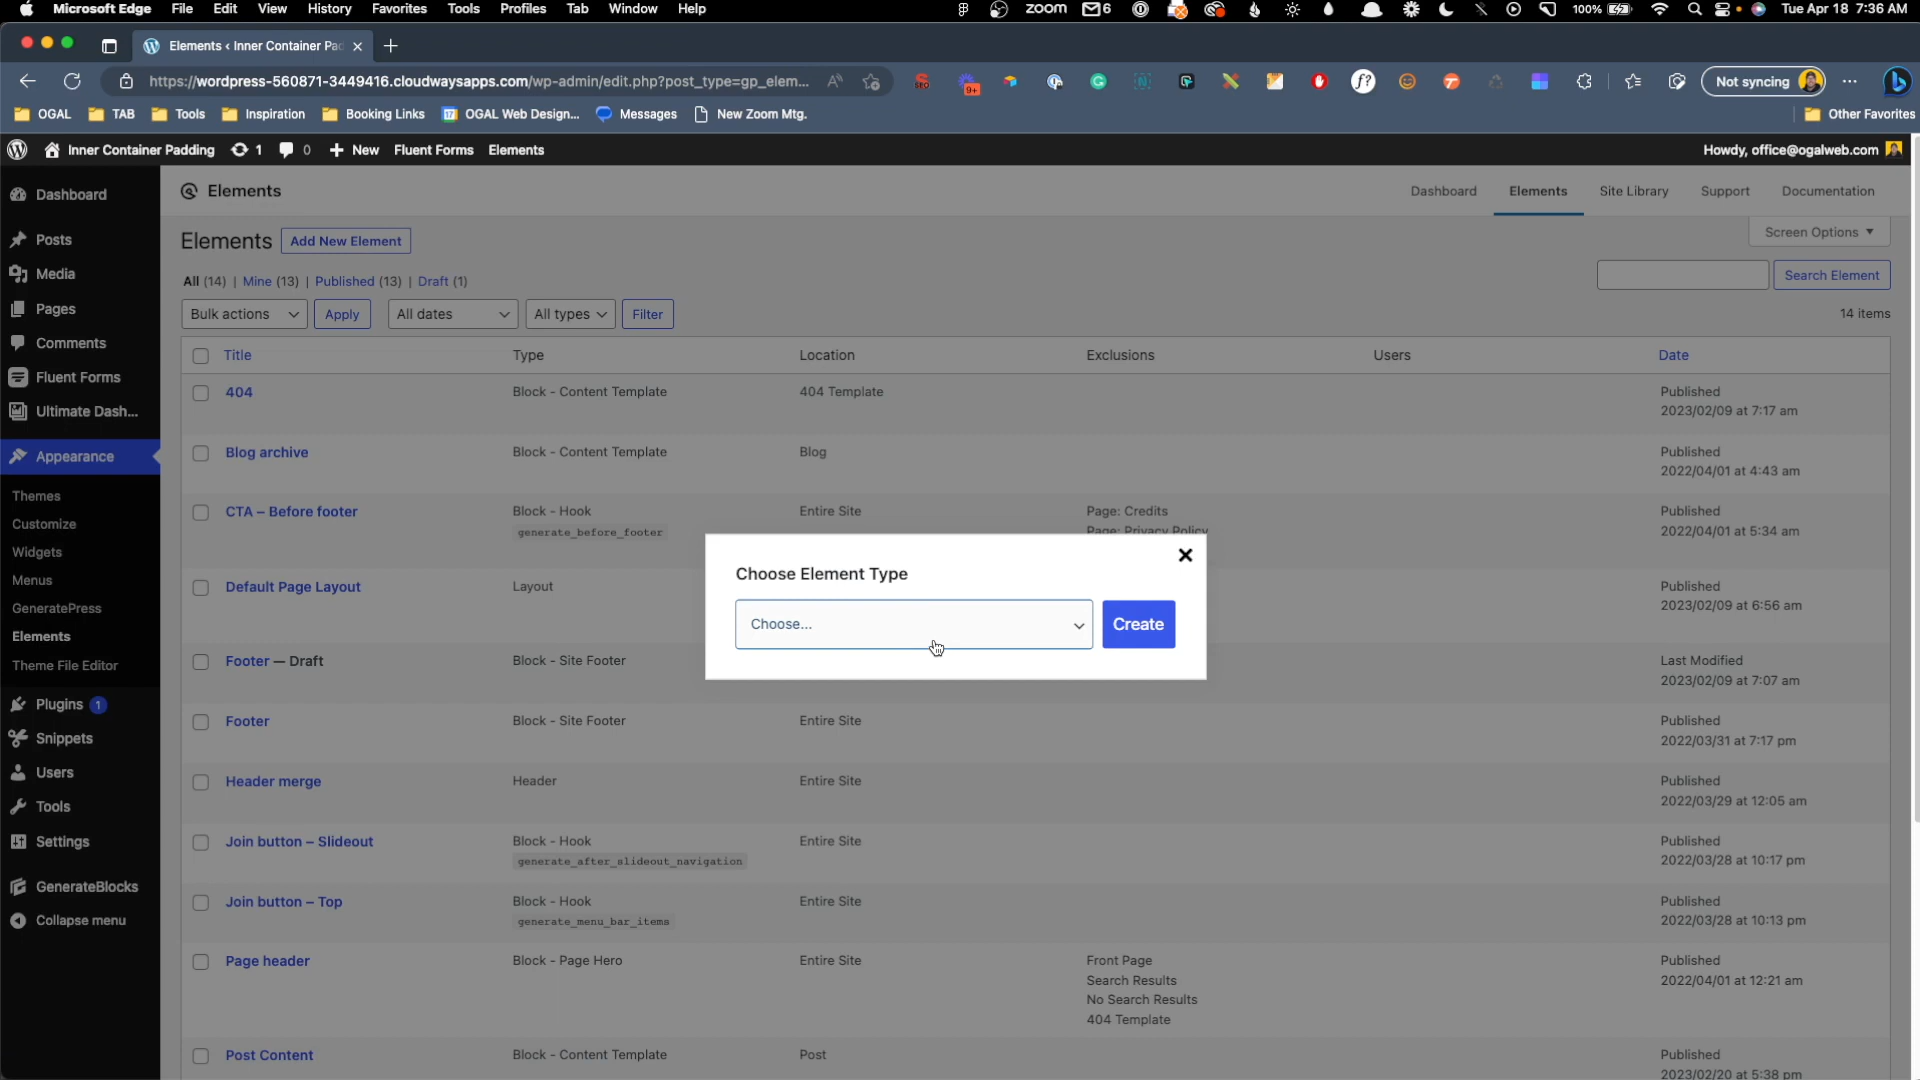 Microsoft Edge File Edit View History Favorites Tools Profiles Tab Window Help
zoom 6 100% Tue Apr 18 7:36 AM
Elements ‹ Inner Container Pad
https://wordpress-560871-3449416.cloudwaysapps.com/wp-admin/edit.php?post_type=gp_elem...
9+
Not syncing
OGAL TAB Tools Inspiration Booking Links OGAL Web Design... Messages New Zoom Mtg. Other Favorites
Inner Container Padding 1 0 New Fluent Forms Elements Howdy, office@ogalweb.com
Elements Dashboard Elements Site Library Support Documentation
Dashboard
Posts
Media
Pages
Comments
Fluent Forms
Ultimate Dash...
Appearance
Themes
Customize
Widgets
Menus
GeneratePress
Elements
Theme File Editor
Plugins 1
Snippets
Users
Tools
Settings
GenerateBlocks
Collapse menu
Elements Add New Element Screen Options
All (14) | Mine (13) | Published (13) | Draft (1)
Search Element
Bulk actions Apply All dates All types Filter 14 items
Title Type Location Exclusions Users Date
404 Block - Content Template 404 Template Published
2023/02/09 at 7:17 am
Blog archive Block - Content Template Blog Published
2022/04/01 at 4:43 am
CTA – Before footer Block - Hook Entire Site Page: Credits Published
generate_before_footer Page: Privacy Policy 2022/04/01 at 5:34 am
Choose Element Type
Choose... Create
Default Page Layout Layout Published
2023/02/09 at 6:56 am
Footer — Draft Block - Site Footer Last Modified
2023/02/09 at 7:07 am
Footer Block - Site Footer Entire Site Published
2022/03/31 at 7:17 pm
Header merge Header Entire Site Published
2022/03/29 at 12:05 am
Join button – Slideout Block - Hook Entire Site Published
generate_after_slideout_navigation 2022/03/28 at 10:17 pm
Join button – Top Block - Hook Entire Site Published
generate_menu_bar_items 2022/03/28 at 10:13 pm
Page header Block - Page Hero Entire Site Front Page Published
Search Results 2022/04/01 at 12:21 am
No Search Results
404 Template
Post Content Block - Content Template Post Published
2023/02/20 at 5:38 pm